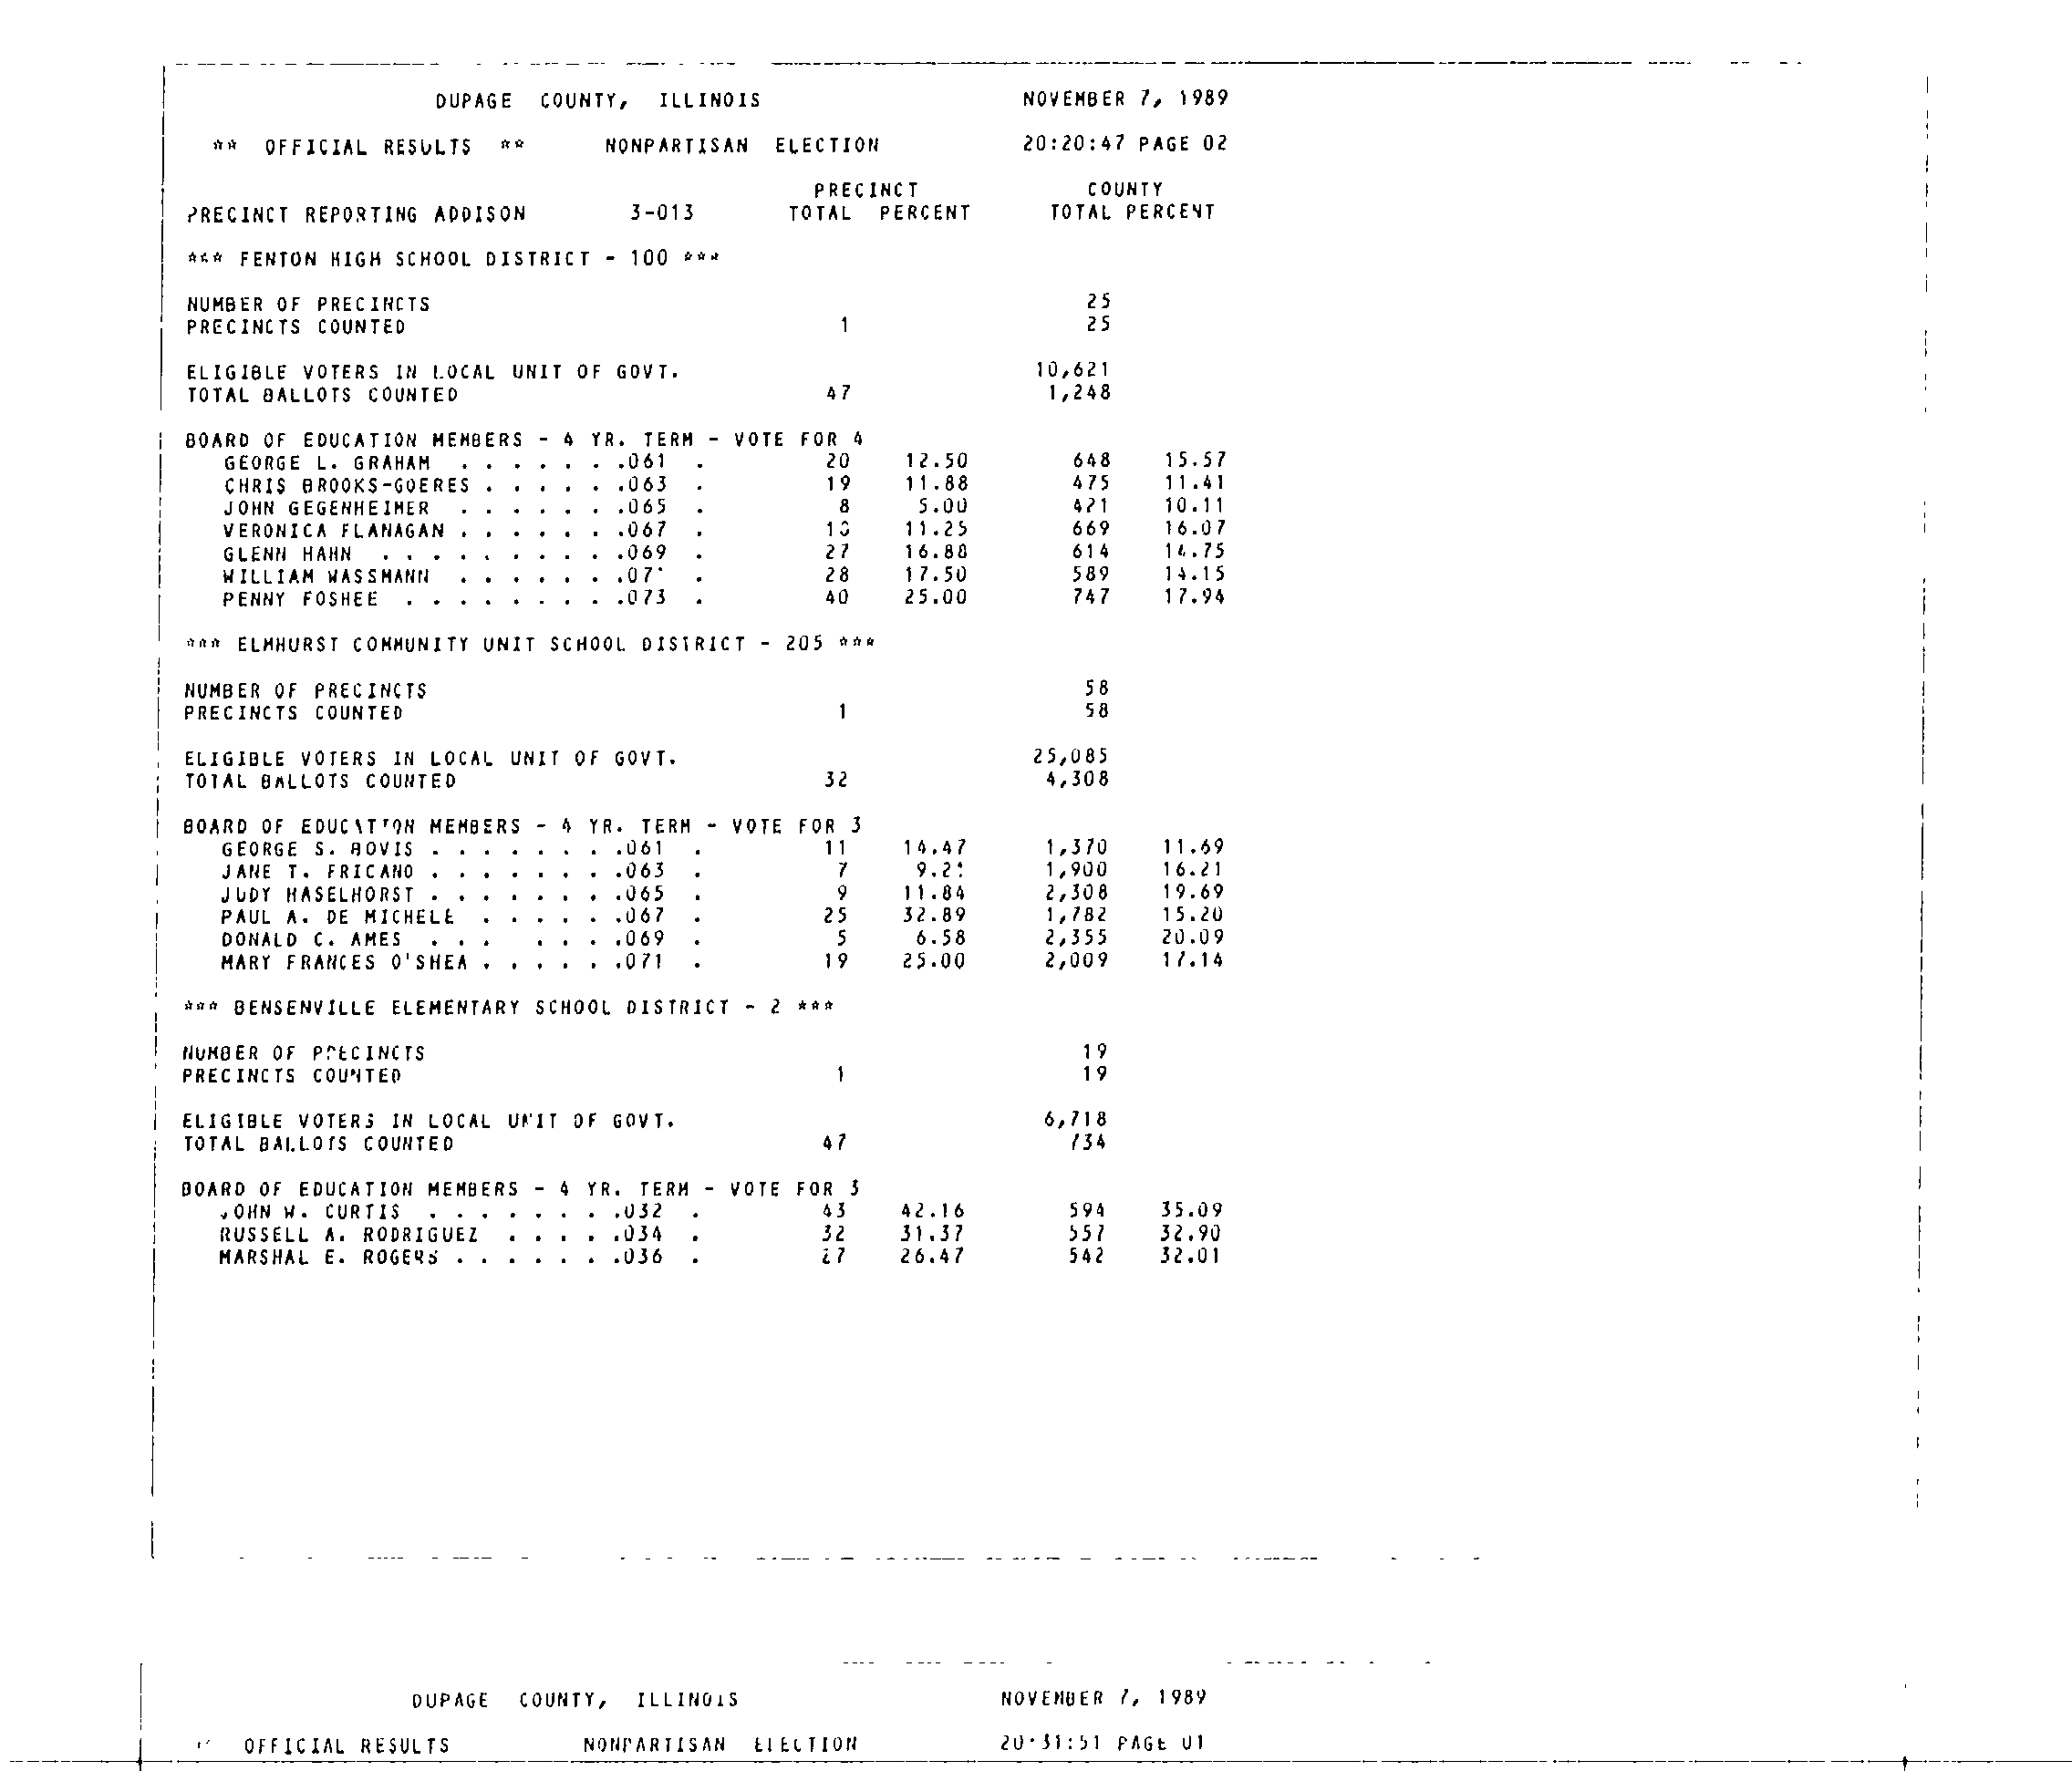 DUPAGE COUNTY, ILLINOIS NOVEMBER 7, 1989
** OFFICIAL RESULTS ** NONPARTISAN ELECTION 20:20:47 PAGE 02
PRECINCT COUNTY
PRECINCT REPORTING ADDISON 3-013 TOTAL PERCENT TOTAL PERCENT
*** FENTON HIGH SCHOOL DISTRICT - 100 ***
NUMBER OF PRECINCTS 25
PRECINCTS COUNTED 1 25
ELIGIBLE VOTERS IN LOCAL UNIT OF GOVT. 10,621
TOTAL BALLOTS COUNTED 47 1,248
BOARD OF EDUCATION MEMBERS - 4 YR. TERM - VOTE FOR 4
GEORGE L. GRAHAM . . . . . . .061 . 20 12.50 648 15.57
CHRIS BROOKS-GOERES . . . . . .063 . 19 11.88 475 11.41
JOHN GEGENHEIMER . . . . . . .065 . 8 5.00 421 10.11
VERONICA FLANAGAN . . . . . . .067 . 11.25 669 16.07
GLENN HAHN . . . . . . . . . .069 . 27 16.88 614 14.75
WILLIAM WASSMANN . . . . . . .07 . 28 17.50 589 14.15
PENNY FOSHEE . . . . . . . . .073 . 40 25.00 747 17.94
*** ELMHURST COMMUNITY UNIT SCHOOL DISTRICT - 205 ***
NUMBER OF PRECINCTS 58
PRECINCTS COUNTED 1 58
ELIGIBLE VOTERS IN LOCAL UNIT OF GOVT. 25,085
TOTAL BALLOTS COUNTED 32 4,308
BOARD OF EDUCATION MEMBERS - 4 YR. TERM - VOTE FOR 3
GEORGE S. HOVIS . . . . . . . .061 . 11 14.47 1,370 11.69
JANE T. FRICANO . . . . . . . .063 . 7 9.21 1,900 16.21
JUDY HASELHORST . . . . . . . .065 . 9 11.84 2,308 19.69
PAUL A. DE MICHELE . . . . . .067 . 25 32.89 1,782 15.20
DONALD C. AMES . . . . . . .069 . 5 6.58 2,355 20.09
MARY FRANCES O'SHEA . . . . . .071 . 19 25.00 2,009 17.14
*** BENSENVILLE ELEMENTARY SCHOOL DISTRICT - 2 ***
NUMBER OF PRECINCTS 19
PRECINCTS COUNTED 1 19
ELIGIBLE VOTERS IN LOCAL UNIT OF GOVT. 6,718
TOTAL BALLOTS COUNTED 47 734
BOARD OF EDUCATION MEMBERS - 4 YR. TERM - VOTE FOR 3
JOHN W. CURTIS . . . . . . . .032 . 43 42.16 594 35.09
RUSSELL A. RODRIGUEZ . . . . .034 . 32 31.37 557 32.90
MARSHAL E. ROGERS . . . . . . .036 . 27 26.47 542 32.01
DUPAGE COUNTY, ILLINOIS NOVEMBER 7, 1989
OFFICIAL RESULTS NONPARTISAN ELECTION 20:31:51 PAGE 01